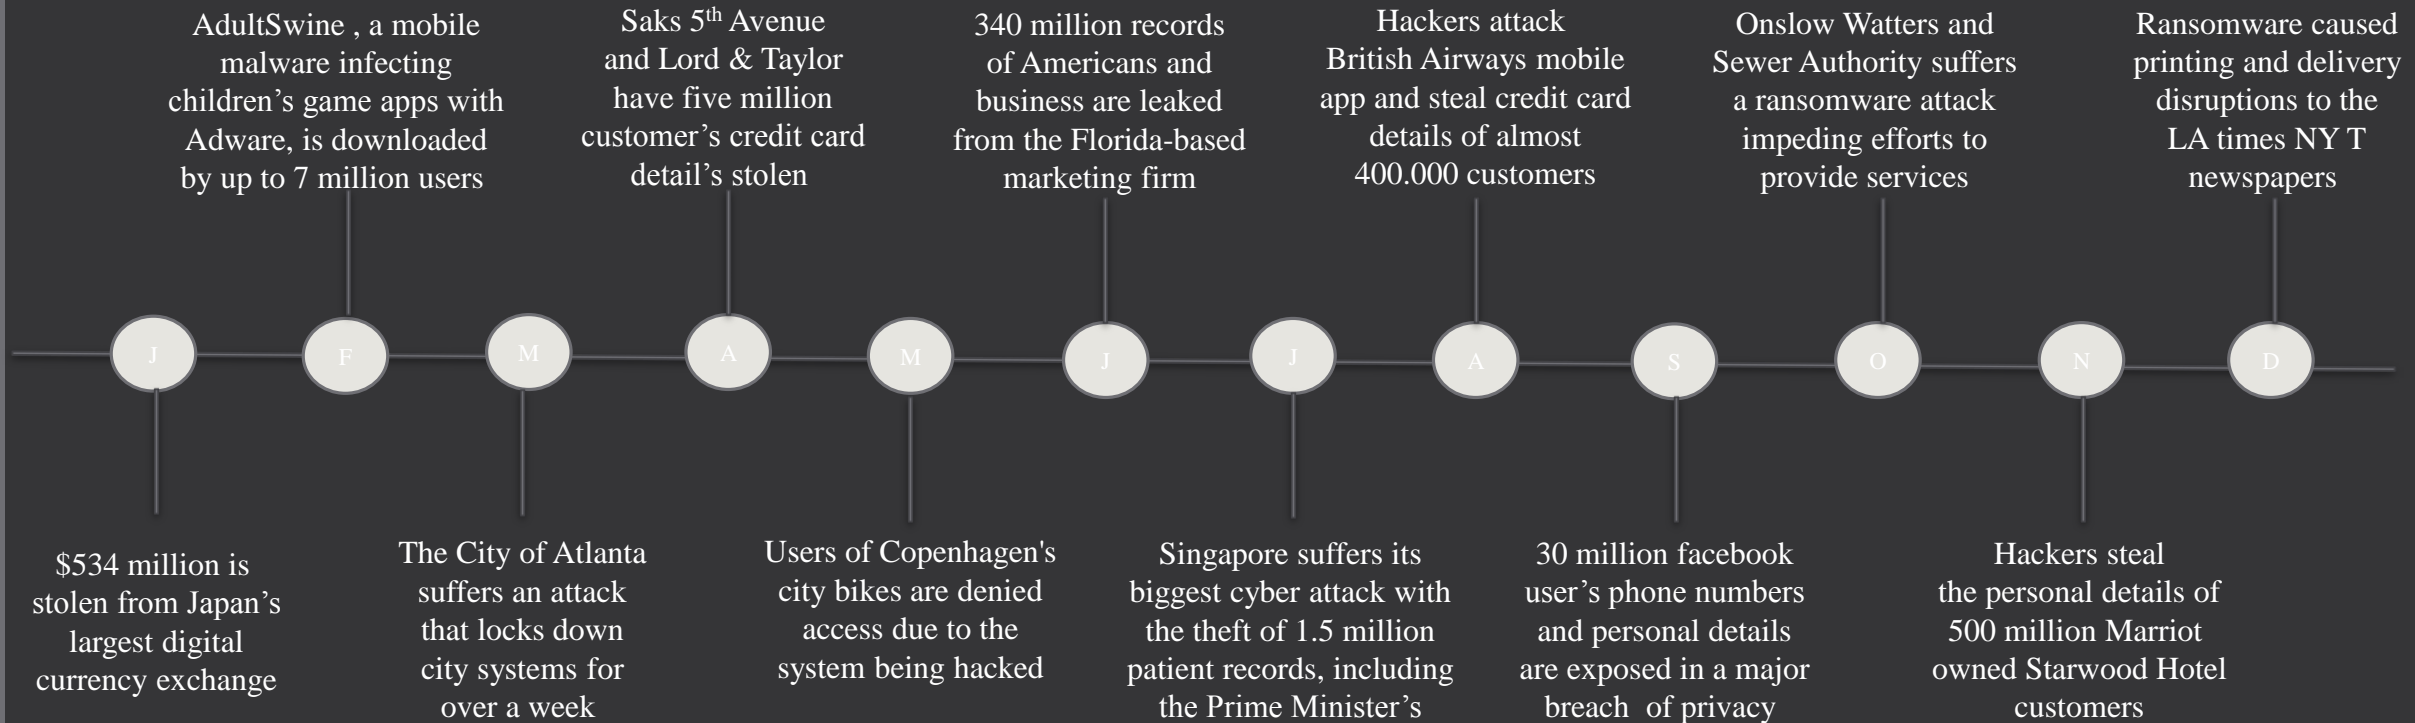 AdultSwine , a mobile
malware infecting
children’s game apps with
Adware, is downloaded
by up to 7 million users
Saks 5th Avenue
and Lord & Taylor
have five million
customer’s credit card
detail’s stolen
340 million records
of Americans and
business are leaked
from the Florida-based
marketing firm
Hackers attack
British Airways mobile
app and steal credit card
details of almost
400.000 customers
Onslow Watters and
Sewer Authority suffers
a ransomware attack
impeding efforts to
provide services
Ransomware caused
printing and delivery
disruptions to the
LA times NY T
newspapers
J
F
M
A
M
J
J
A
S
O
N
D
$534 million is
stolen from Japan’s
largest digital
currency exchange
The City of Atlanta
suffers an attack
that locks down
city systems for
over a week
Users of Copenhagen's
city bikes are denied
access due to the
system being hacked
Singapore suffers its
biggest cyber attack with
the theft of 1.5 million
patient records, including
the Prime Minister’s
30 million facebook
user’s phone numbers
and personal details
are exposed in a major
breach of privacy
Hackers steal
the personal details of
500 million Marriot
owned Starwood Hotel
customers